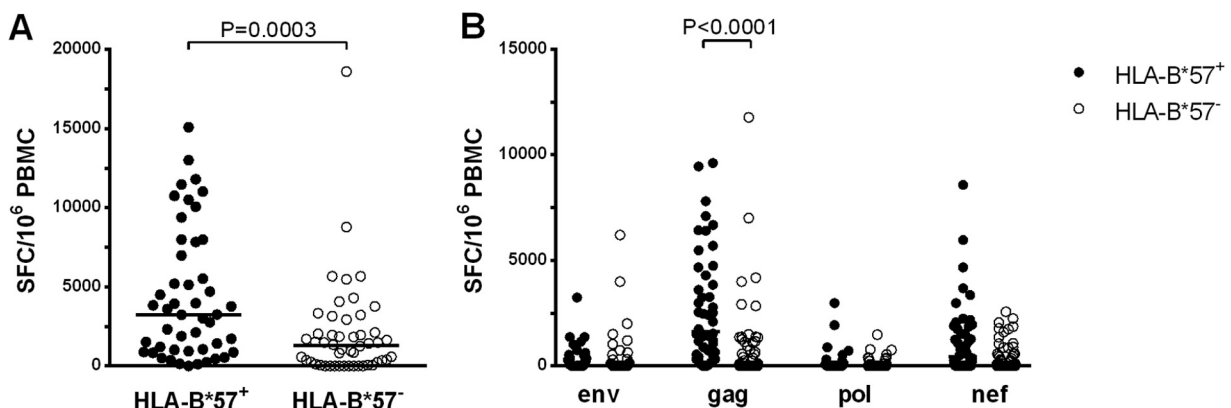 A
P=0.0003
20000
15000
10000
5000
0
SFC/10⁶ PBMC
HLA-B*57⁺
HLA-B*57⁻
B
P<0.0001
15000
10000
5000
0
SFC/10⁶ PBMC
env
gag
pol
nef
HLA-B*57⁺
HLA-B*57⁻